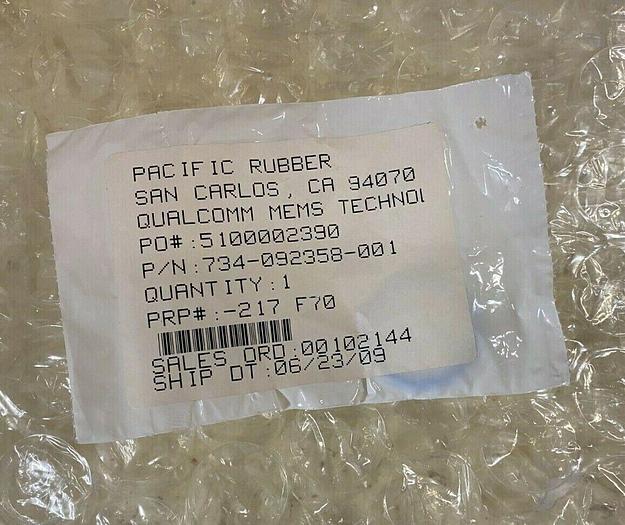 PACIFIC RUBBER
SAN CARLOS, CA 94070
QUALCOMM MEMS TECHNOL
PO#:5100002390
P/N:734-092358-001
QUANTITY:1
PRP#:-217 F70
SALES ORD:00102144
SHIP DT:06/23/09